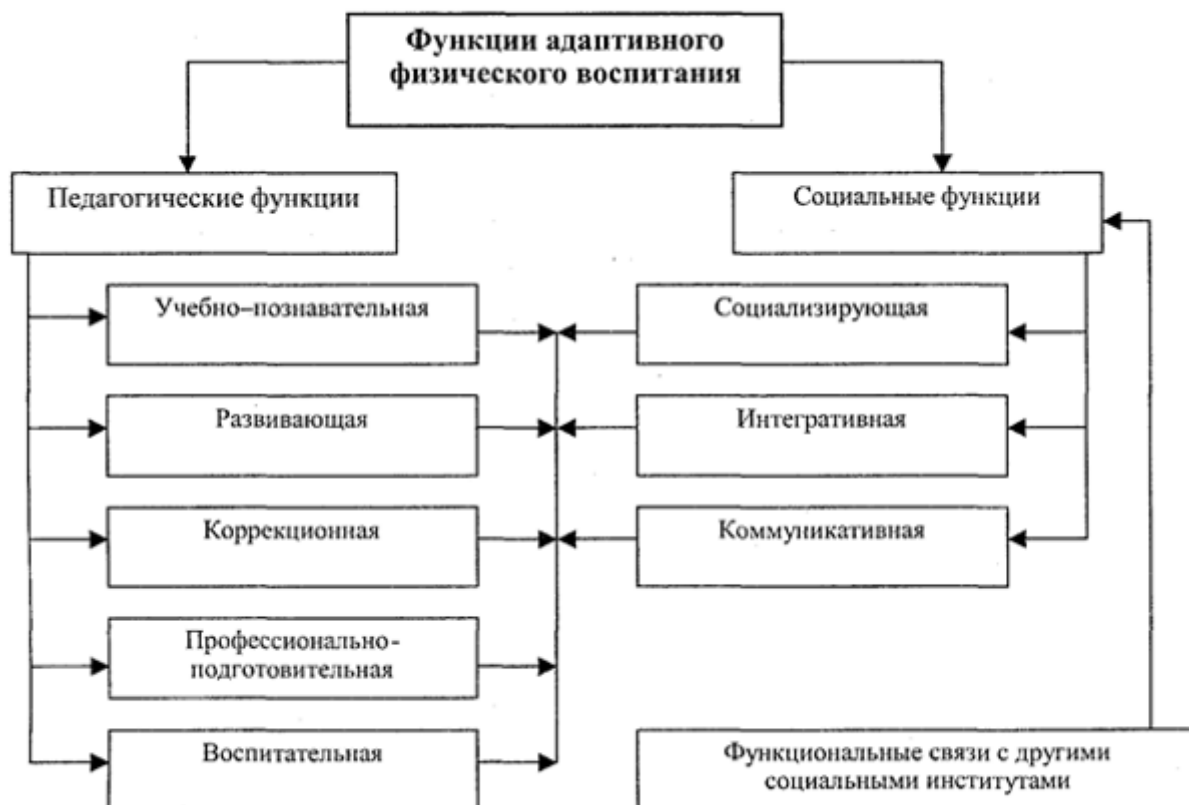 Функции адаптивного
физического воспитания
Педагогические функции
Социальные функции
Учебно–познавательная
Социализирующая
Развивающая
Интегративная
Коррекционная
Коммуникативная
Профессионально-
подготовительная
Воспитательная
Функциональные связи с другими
социальными институтами